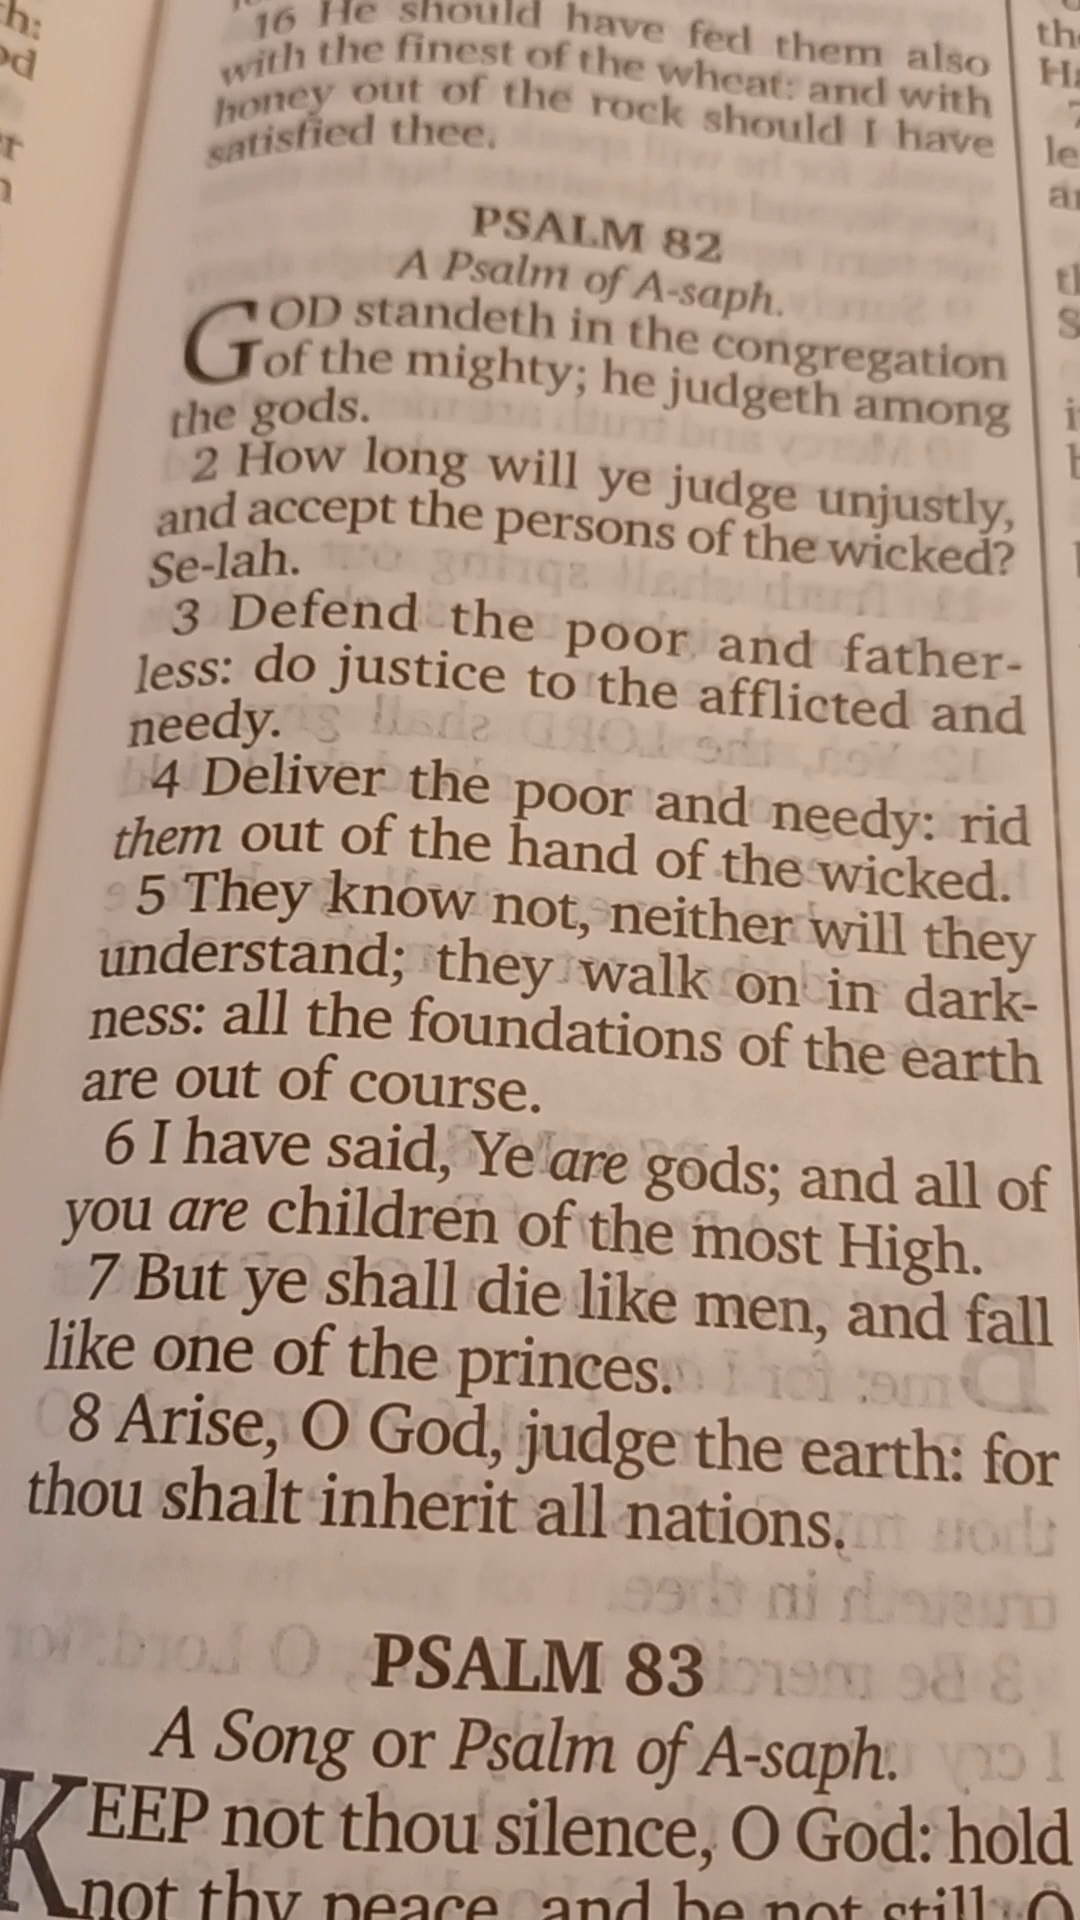 16 He should have fed them also
with the finest of the wheat: and with
honey out of the rock should I have
satisfied thee.
PSALM 82
A Psalm of A-saph.
GOD standeth in the congregation
of the mighty; he judgeth among
the gods.
2 How long will ye judge unjustly,
and accept the persons of the wicked?
Se-lah.
3 Defend the poor and father-
less: do justice to the afflicted and
needy.
4 Deliver the poor and needy: rid
them out of the hand of the wicked.
5 They know not, neither will they
understand; they walk on in dark-
ness: all the foundations of the earth
are out of course.
6 I have said, Ye are gods; and all of
you are children of the most High.
7 But ye shall die like men, and fall
like one of the princes.
8 Arise, O God, judge the earth: for
thou shalt inherit all nations.
PSALM 83
A Song or Psalm of A-saph.
KEEP not thou silence, O God: hold
not thy peace, and be not still, O